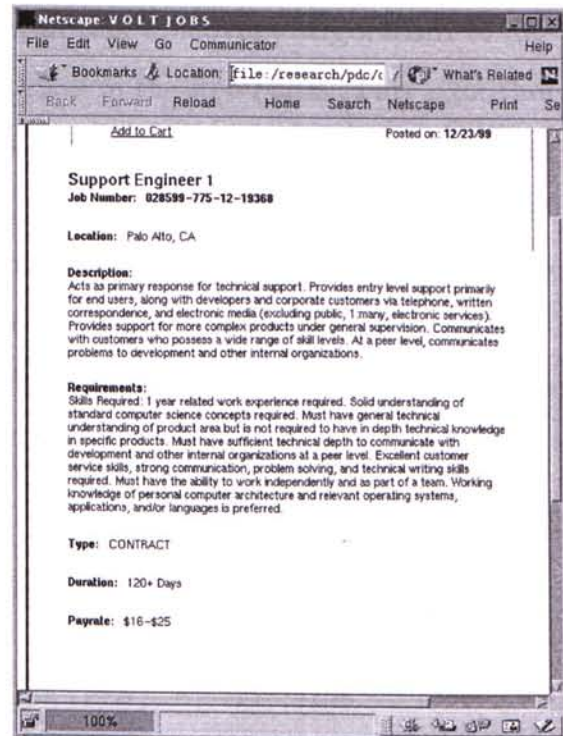 Netscape: V O L T J O B S
File Edit View Go Communicator Help
Bookmarks Location: file:/research/pdc/c What's Related N
Back Forward Reload Home Search Netscape Print Se
Add to Cart Posted on: 12/23/99
Support Engineer 1
Job Number: 028599-775-12-19368
Location: Palo Alto, CA
Description:
Acts as primary response for technical support. Provides entry level support primarily
for end users, along with developers and corporate customers via telephone, written
correspondence, and electronic media (excluding public, 1:many, electronic services).
Provides support for more complex products under general supervision. Communicates
with customers who possess a wide range of skill levels. At a peer level, communicates
problems to development and other internal organizations.
Requirements:
Skills Required: 1 year related work experience required. Solid understanding of
standard computer science concepts required. Must have general technical
understanding of product area but is not required to have in depth technical knowledge
in specific products. Must have sufficient technical depth to communicate with
development and other internal organizations at a peer level. Excellent customer
service skills, strong communication, problem solving, and technical writing skills
required. Must have the ability to work independently and as part of a team. Working
knowledge of personal computer architecture and relevant operating systems,
applications, and/or languages is preferred.
Type: CONTRACT
Duration: 120+ Days
Payrate: $16-$25
100%